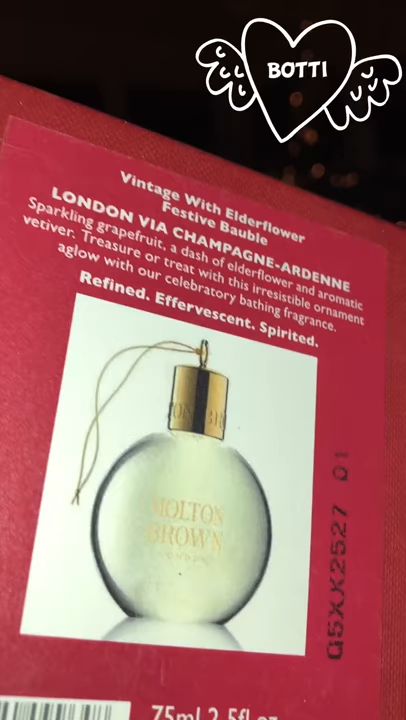 BOTTI
Vintage With Elderflower
Festive Bauble
LONDON VIA CHAMPAGNE-ARDENNE
Sparkling grapefruit, a dash of elderflower and aromatic
vetiver. Treasure or treat with this irresistible ornament
aglow with our celebratory bathing fragrance.
Refined. Effervescent. Spirited.
MOLTON
BROWN
LONDON
G5XX2527 01
75ml 2.5fl oz